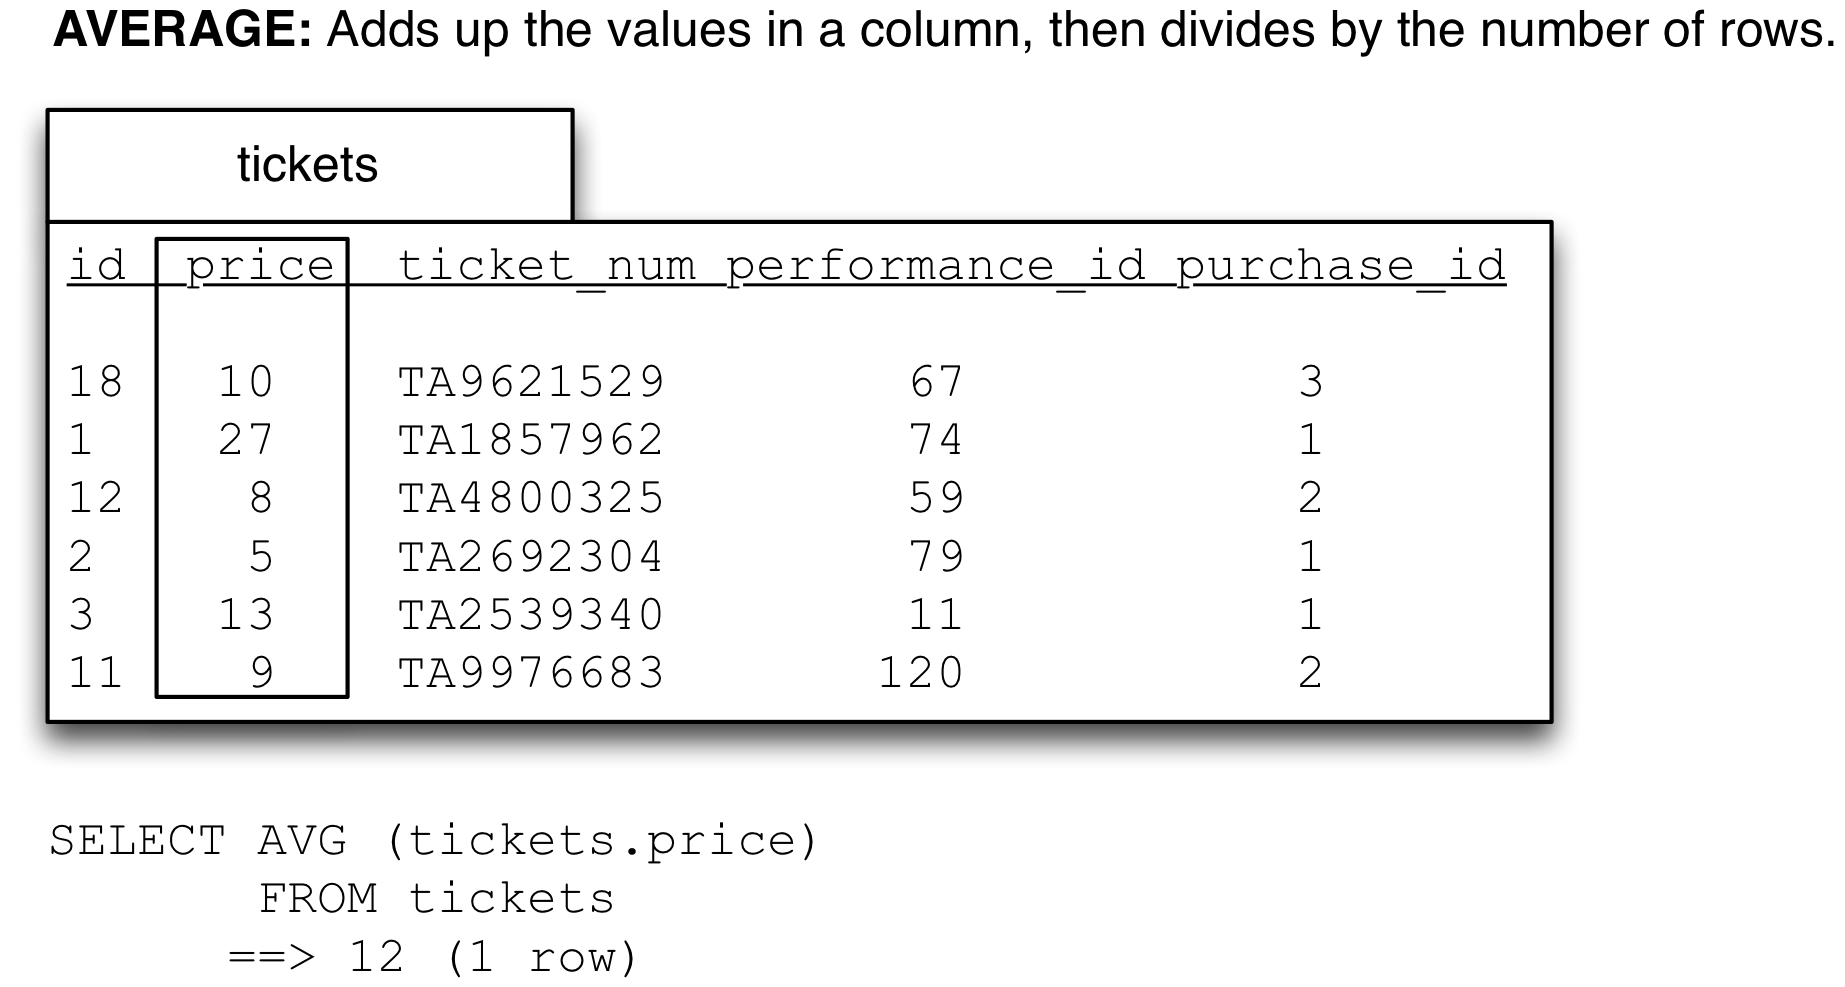 AVERAGE: Adds up the values in a column, then divides by the number of rows.
tickets
id price ticket_num performance_id purchase_id
18 10 TA9621529 67 3
1 27 TA1857962 74 1
12 8 TA4800325 59 2
2 5 TA2692304 79 1
3 13 TA2539340 11 1
11 9 TA9976683 120 2
SELECT AVG (tickets.price)
FROM tickets
==> 12 (1 row)